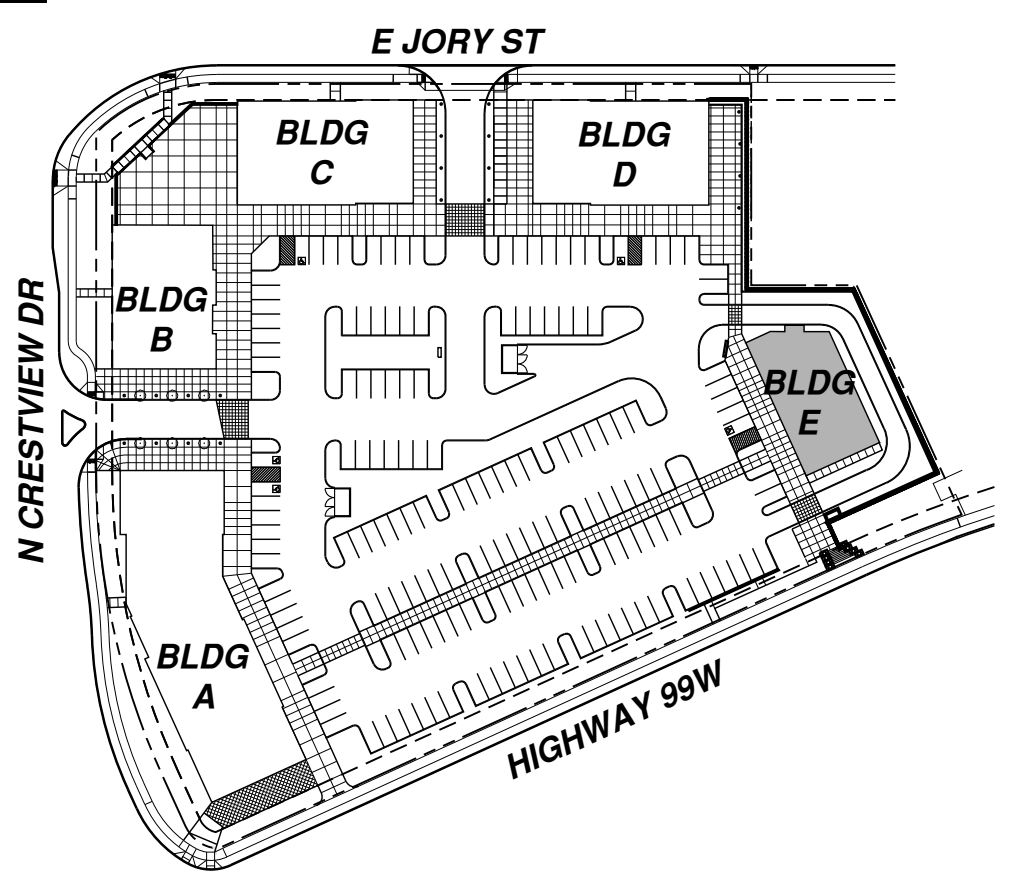 E JORY ST
BLDG
C
BLDG
D
N CRESTVIEW DR
BLDG
B
BLDG
E
BLDG
A
HIGHWAY 99W